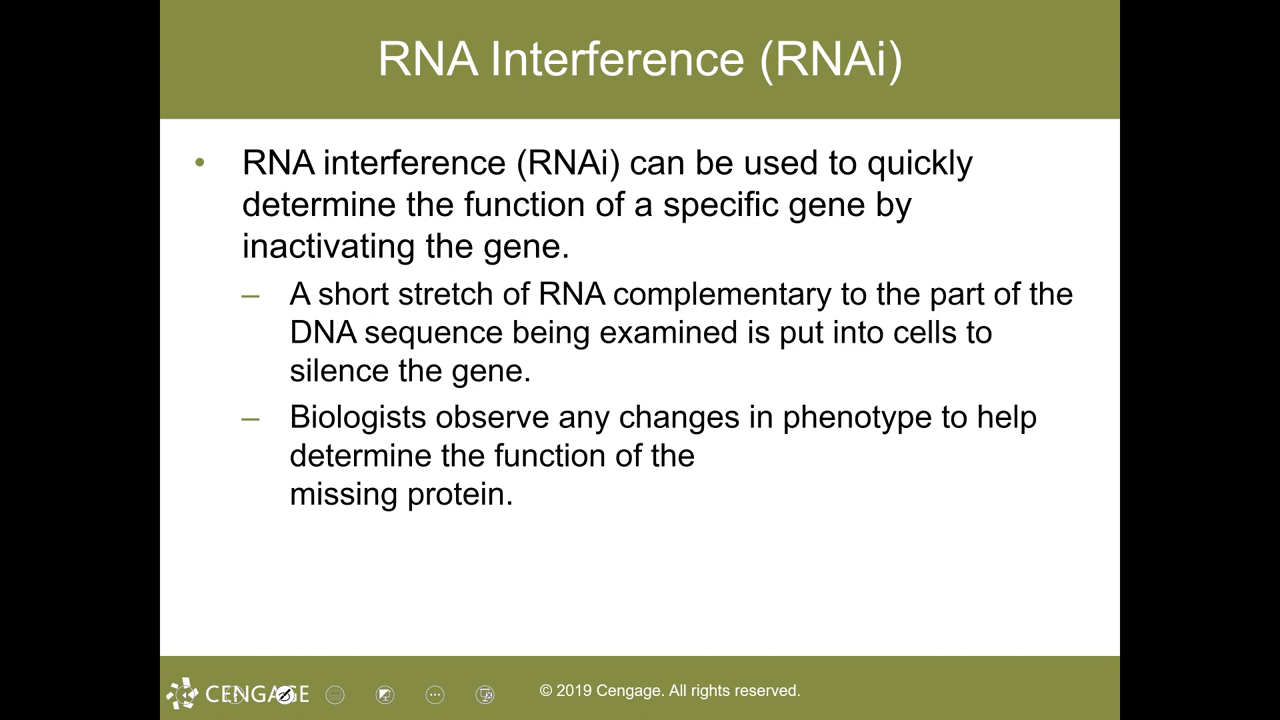 RNA Interference (RNAi)
• RNA interference (RNAi) can be used to quickly
determine the function of a specific gene by
inactivating the gene.
– A short stretch of RNA complementary to the part of the
DNA sequence being examined is put into cells to
silence the gene.
– Biologists observe any changes in phenotype to help
determine the function of the
missing protein.
CENGAGE
© 2019 Cengage. All rights reserved.